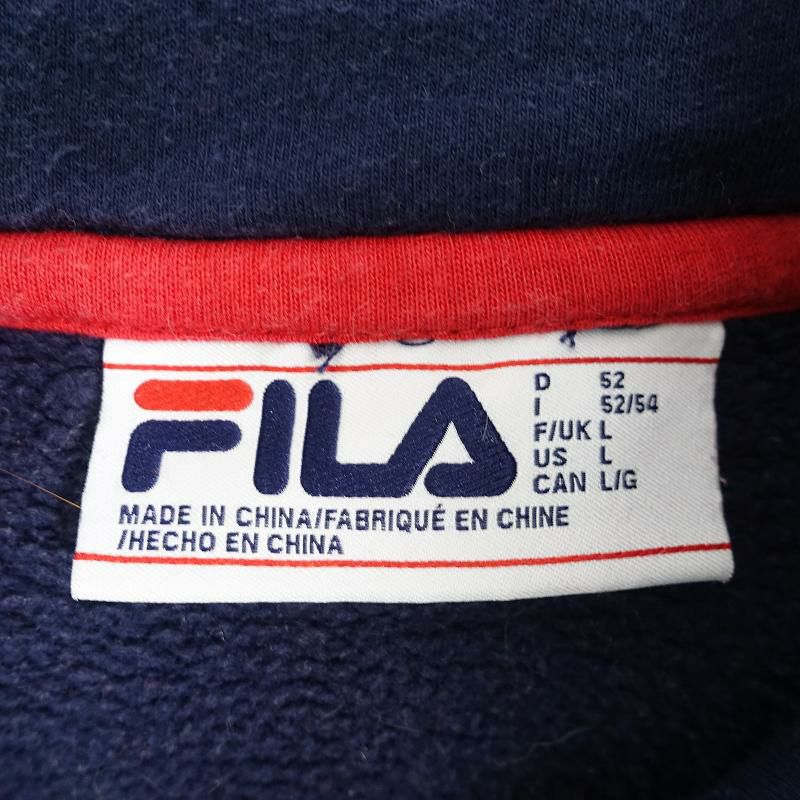 FILA
D 52
I 52/54
F/UK L
US L
CAN L/G
MADE IN CHINA/FABRIQUÉ EN CHINE
/HECHO EN CHINA